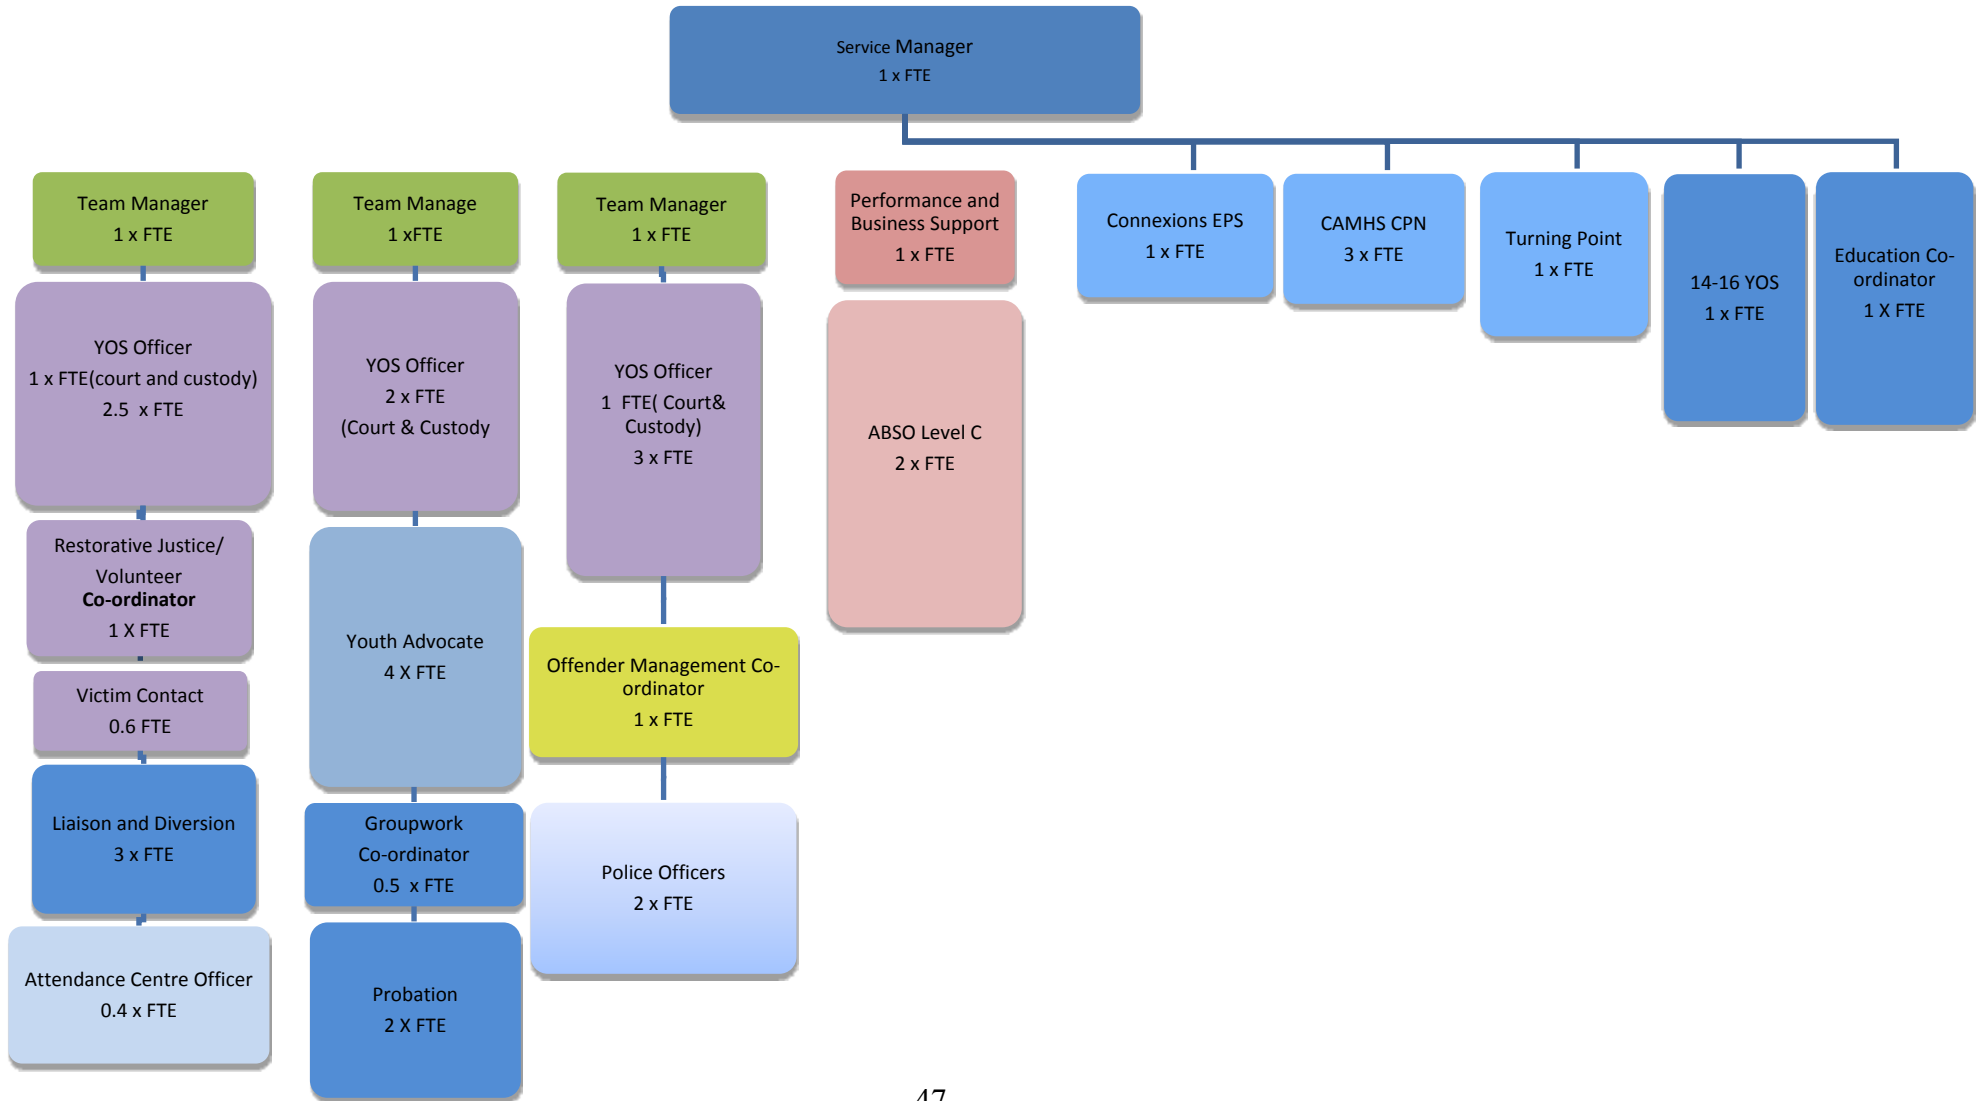 Service Manager
1 x FTE
Team Manager
1 x FTE
YOS Officer
1 x FTE(court and custody)
2.5 x FTE
Restorative Justice/
Volunteer
Co-ordinator
1 X FTE
Victim Contact
0.6 FTE
Liaison and Diversion
3 x FTE
Attendance Centre Officer
0.4 x FTE
Team Manage
1 xFTE
YOS Officer
2 x FTE
(Court & Custody
Youth Advocate
4 X FTE
Groupwork
Co-ordinator
0.5 x FTE
Probation
2 X FTE
Team Manager
1 x FTE
YOS Officer
1 FTE( Court&
Custody)
3 x FTE
Offender Management Co-
ordinator
1 x FTE
Police Officers
2 x FTE
Performance and
Business Support
1 x FTE
ABSO Level C
2 x FTE
Connexions EPS
1 x FTE
CAMHS CPN
3 x FTE
Turning Point
1 x FTE
14-16 YOS
1 x FTE
Education Co-
ordinator
1 X FTE
47